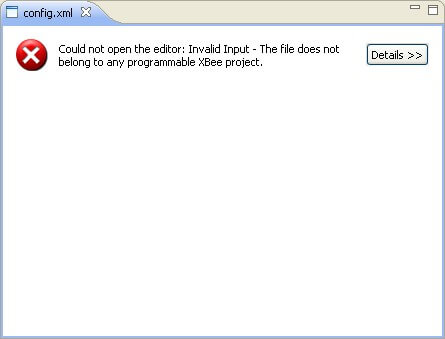 config.xml
Could not open the editor: Invalid Input - The file does not
belong to any programmable XBee project.
Details >>